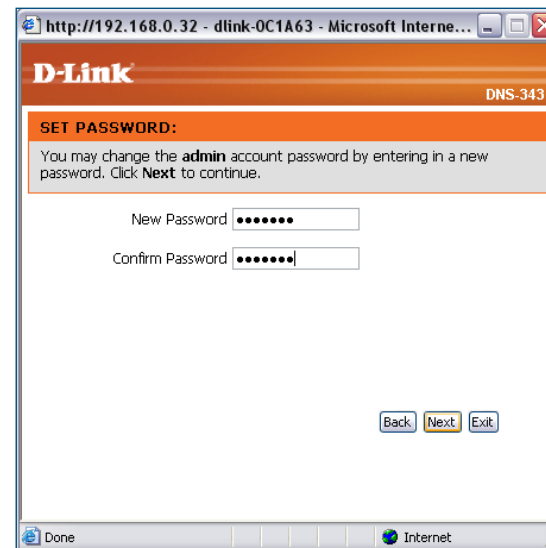 http://192.168.0.32 - dlink-0C1A63 - Microsoft Interne...
D-Link
DNS-343
SET PASSWORD:
You may change the admin account password by entering in a new
password. Click Next to continue.
New Password •••••••
Confirm Password •••••••
Back Next Exit
Done Internet